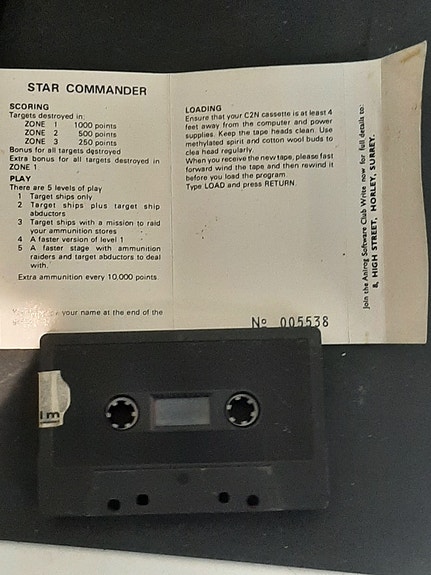 STAR COMMANDER
SCORING
Targets destroyed in:
ZONE 1 1000 points
ZONE 2 500 points
ZONE 3 250 points
Bonus for all targets destroyed
Extra bonus for all targets destroyed in
ZONE 1
PLAY
There are 5 levels of play
1 Target ships only
2 Target ships plus target ship
abductors
3 Target ships with a mission to raid
your ammunition stores
4 A faster version of level 1
5 A faster stage with ammunition
raiders and target abductors to deal
with.
Extra ammunition every 10,000 points
your name at the end of the
LOADING
Ensure that your C2N cassette is at least 4
feet away from the computer and power
supplies. Keep the tape heads clean. Use
methylated spirit and cotton wool buds to
clea head regularly.
When you receive the new tape, please fast
forward wind the tape and then rewind it
before you load the program.
Type LOAD and press RETURN.
Nº 005538
Join the Anirog Software Club Write now for full details to:
8, HIGH STREET, HORLEY, SURREY.
im